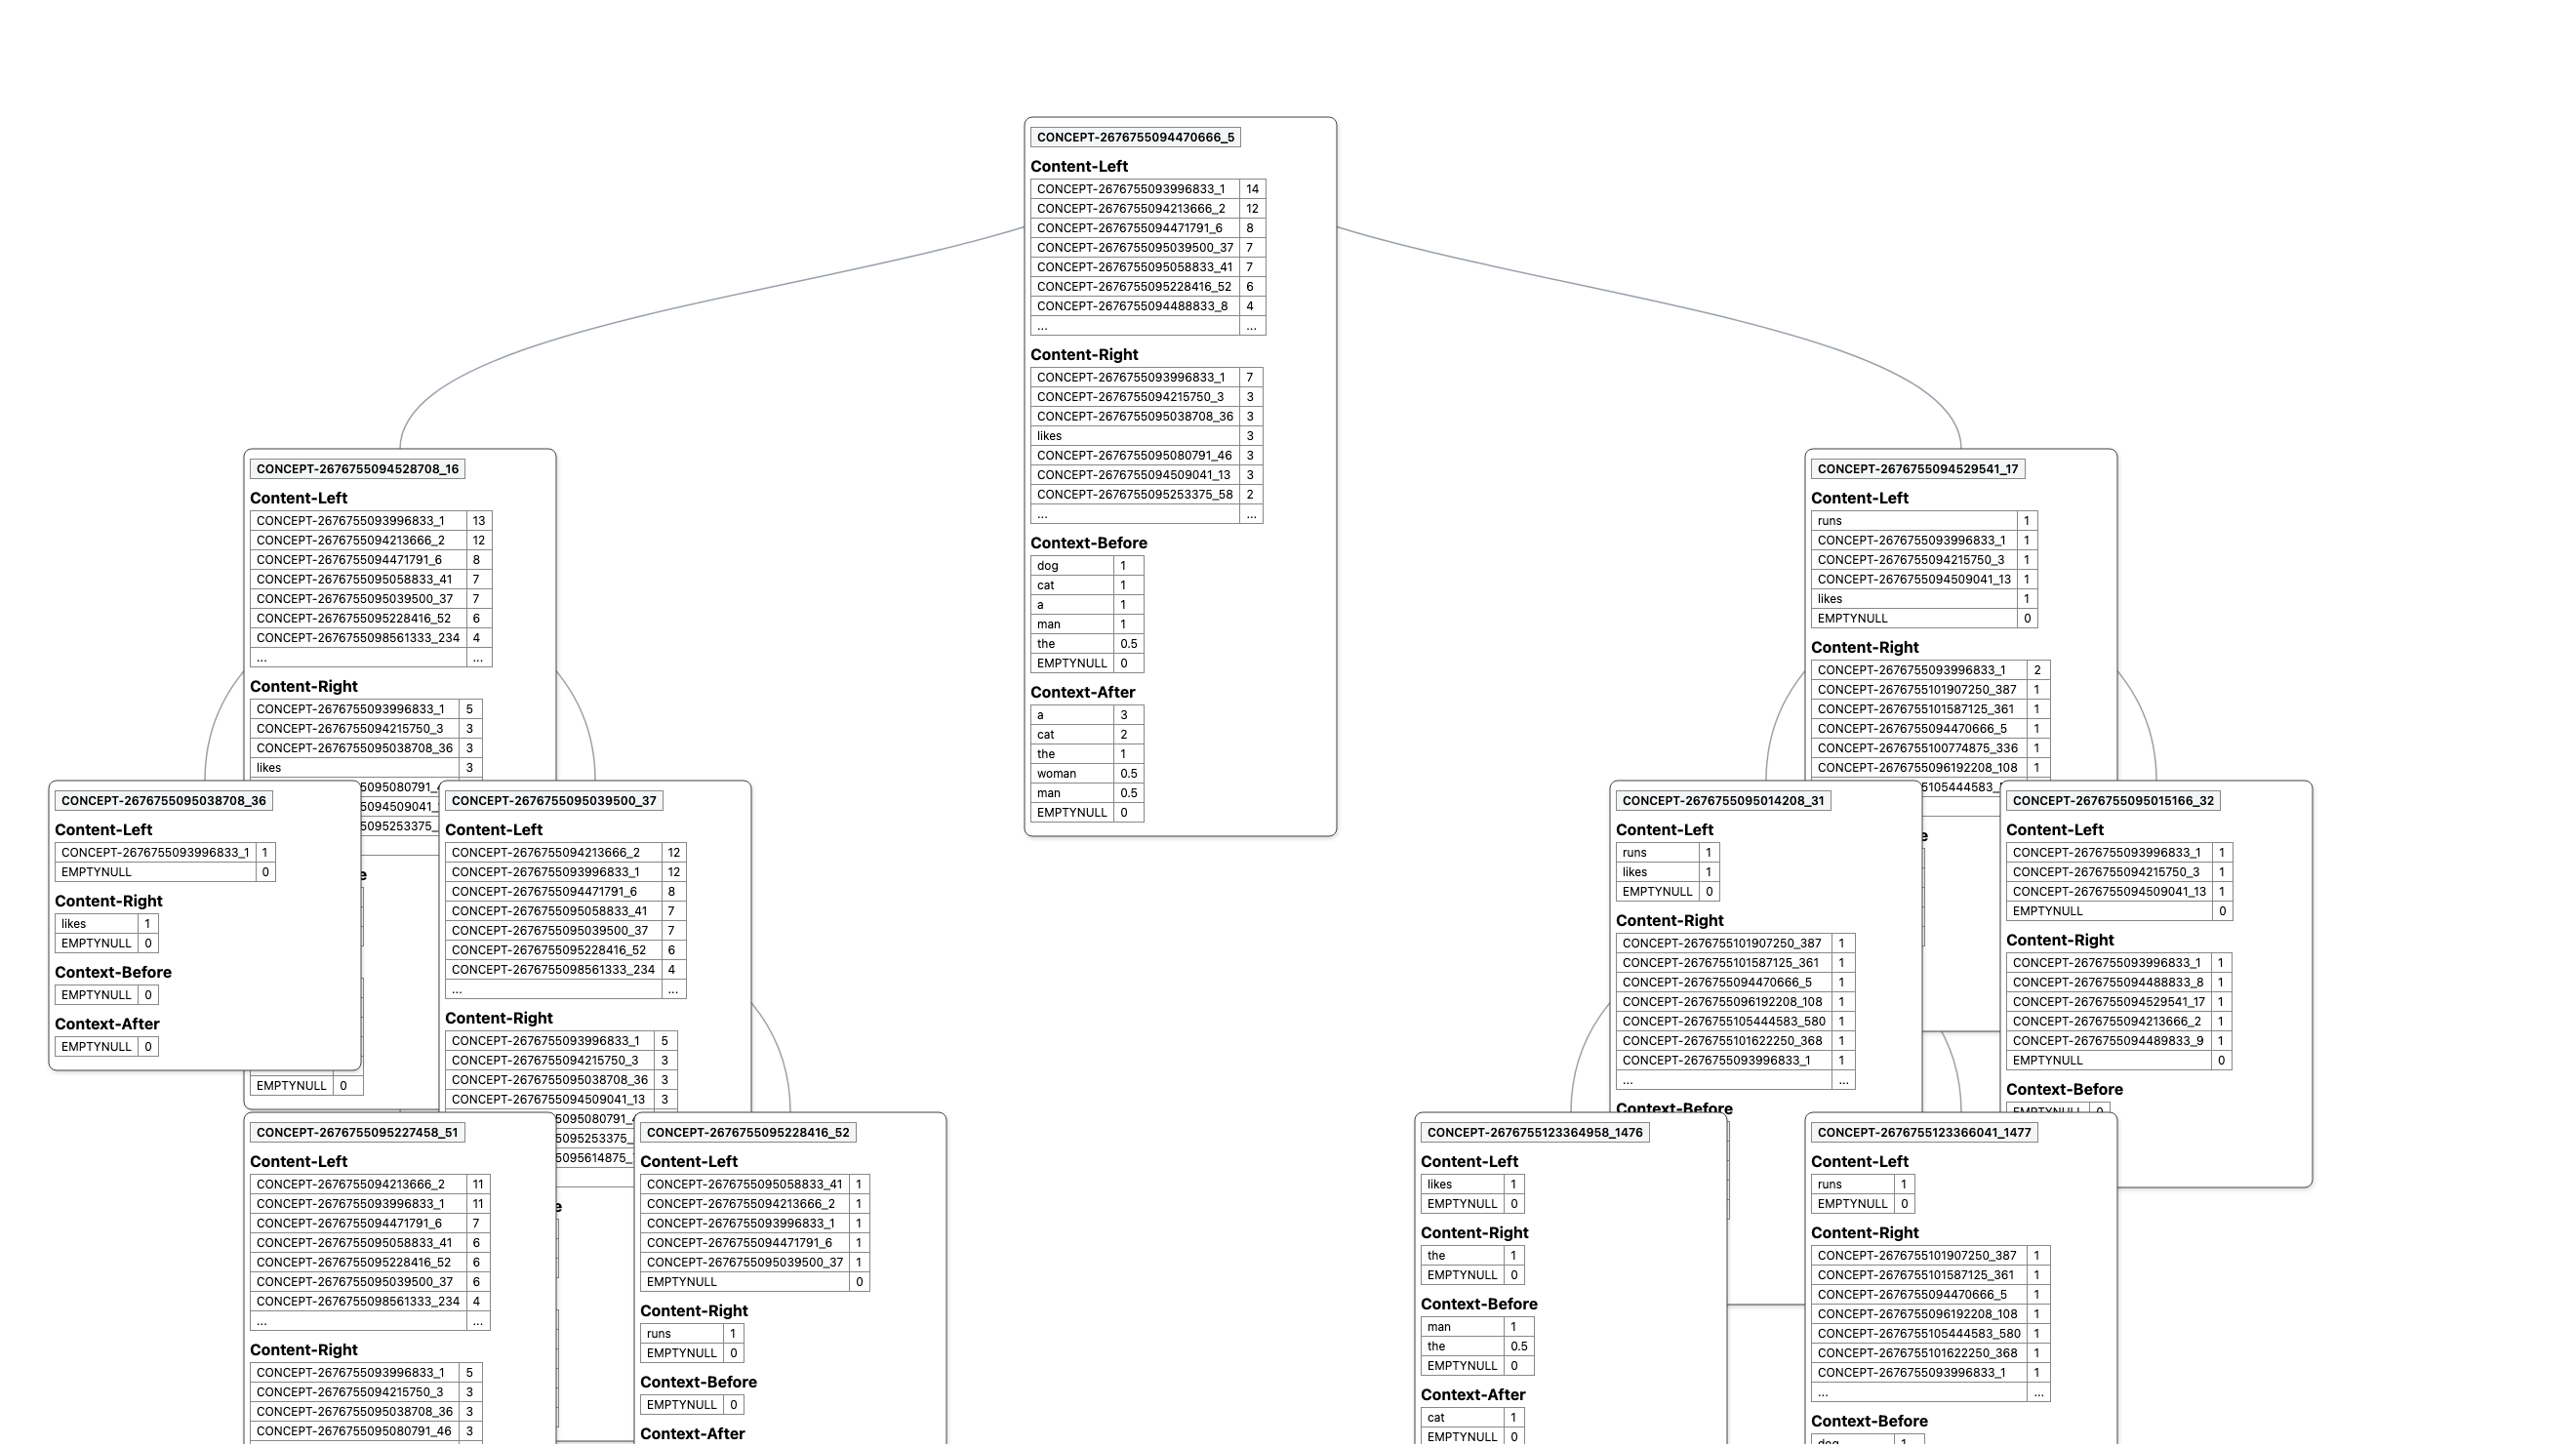 CONCEPT-2676755094470666_5
Content-Left
CONCEPT-2676755093996833_1 14
CONCEPT-2676755094213666_2 12
CONCEPT-2676755094471791_6 8
CONCEPT-2676755095039500_37 7
CONCEPT-2676755095058833_41 7
CONCEPT-2676755095228416_52 6
CONCEPT-2676755094488833_8 4
... ...
Content-Right
CONCEPT-2676755093996833_1 7
CONCEPT-2676755094215750_3 3
CONCEPT-2676755095038708_36 3
likes 3
CONCEPT-2676755095080791_46 3
CONCEPT-2676755094509041_13 3
CONCEPT-2676755095253375_58 2
... ...
Context-Before
dog 1
cat 1
a 1
man 1
the 0.5
EMPTYNULL 0
Context-After
a 3
cat 2
the 1
woman 0.5
man 0.5
EMPTYNULL 0
CONCEPT-2676755094528708_16
Content-Left
CONCEPT-2676755093996833_1 13
CONCEPT-2676755094213666_2 12
CONCEPT-2676755094471791_6 8
CONCEPT-2676755095058833_41 7
CONCEPT-2676755095039500_37 7
CONCEPT-2676755095228416_52 6
CONCEPT-2676755098561333_234 4
... ...
Content-Right
CONCEPT-2676755093996833_1 5
CONCEPT-2676755094215750_3 3
CONCEPT-2676755095038708_36 3
likes 3
5095080791_
5094509041_
5095253375_
e
EMPTYNULL 0
CONCEPT-2676755094529541_17
Content-Left
runs 1
CONCEPT-2676755093996833_1 1
CONCEPT-2676755094215750_3 1
CONCEPT-2676755094509041_13 1
likes 1
EMPTYNULL 0
Content-Right
CONCEPT-2676755093996833_1 2
CONCEPT-2676755101907250_387 1
CONCEPT-2676755101587125_361 1
CONCEPT-2676755094470666_5 1
CONCEPT-2676755100774875_336 1
CONCEPT-2676755096192208_108 1
5105444583_
e
CONCEPT-2676755095038708_36
Content-Left
CONCEPT-2676755093996833_1 1
EMPTYNULL 0
Content-Right
likes 1
EMPTYNULL 0
Context-Before
EMPTYNULL 0
Context-After
EMPTYNULL 0
CONCEPT-2676755095039500_37
Content-Left
CONCEPT-2676755094213666_2 12
CONCEPT-2676755093996833_1 12
CONCEPT-2676755094471791_6 8
CONCEPT-2676755095058833_41 7
CONCEPT-2676755095039500_37 7
CONCEPT-2676755095228416_52 6
CONCEPT-2676755098561333_234 4
... ...
Content-Right
CONCEPT-2676755093996833_1 5
CONCEPT-2676755094215750_3 3
CONCEPT-2676755095038708_36 3
CONCEPT-2676755094509041_13 3
5095080791_
5095253375_
5095614875_
e
CONCEPT-2676755095014208_31
Content-Left
runs 1
likes 1
EMPTYNULL 0
Content-Right
CONCEPT-2676755101907250_387 1
CONCEPT-2676755101587125_361 1
CONCEPT-2676755094470666_5 1
CONCEPT-2676755096192208_108 1
CONCEPT-2676755105444583_580 1
CONCEPT-2676755101622250_368 1
CONCEPT-2676755093996833_1 1
... ...
Context-Before
CONCEPT-2676755095015166_32
Content-Left
CONCEPT-2676755093996833_1 1
CONCEPT-2676755094215750_3 1
CONCEPT-2676755094509041_13 1
EMPTYNULL 0
Content-Right
CONCEPT-2676755093996833_1 1
CONCEPT-2676755094488833_8 1
CONCEPT-2676755094529541_17 1
CONCEPT-2676755094213666_2 1
CONCEPT-2676755094489833_9 1
EMPTYNULL 0
Context-Before
EMPTYNULL 0
CONCEPT-2676755095227458_51
Content-Left
CONCEPT-2676755094213666_2 11
CONCEPT-2676755093996833_1 11
CONCEPT-2676755094471791_6 7
CONCEPT-2676755095058833_41 6
CONCEPT-2676755095228416_52 6
CONCEPT-2676755095039500_37 6
CONCEPT-2676755098561333_234 4
... ...
Content-Right
CONCEPT-2676755093996833_1 5
CONCEPT-2676755094215750_3 3
CONCEPT-2676755095038708_36 3
CONCEPT-2676755095080791_46 3
CONCEPT-2676755095228416_52
Content-Left
CONCEPT-2676755095058833_41 1
CONCEPT-2676755094213666_2 1
CONCEPT-2676755093996833_1 1
CONCEPT-2676755094471791_6 1
CONCEPT-2676755095039500_37 1
EMPTYNULL 0
Content-Right
runs 1
EMPTYNULL 0
Context-Before
EMPTYNULL 0
Context-After
CONCEPT-2676755123364958_1476
Content-Left
likes 1
EMPTYNULL 0
Content-Right
the 1
EMPTYNULL 0
Context-Before
man 1
the 0.5
EMPTYNULL 0
Context-After
cat 1
EMPTYNULL 0
CONCEPT-2676755123366041_1477
Content-Left
runs 1
EMPTYNULL 0
Content-Right
CONCEPT-2676755101907250_387 1
CONCEPT-2676755101587125_361 1
CONCEPT-2676755094470666_5 1
CONCEPT-2676755096192208_108 1
CONCEPT-2676755105444583_580 1
CONCEPT-2676755101622250_368 1
CONCEPT-2676755093996833_1 1
... ...
Context-Before
dog 1